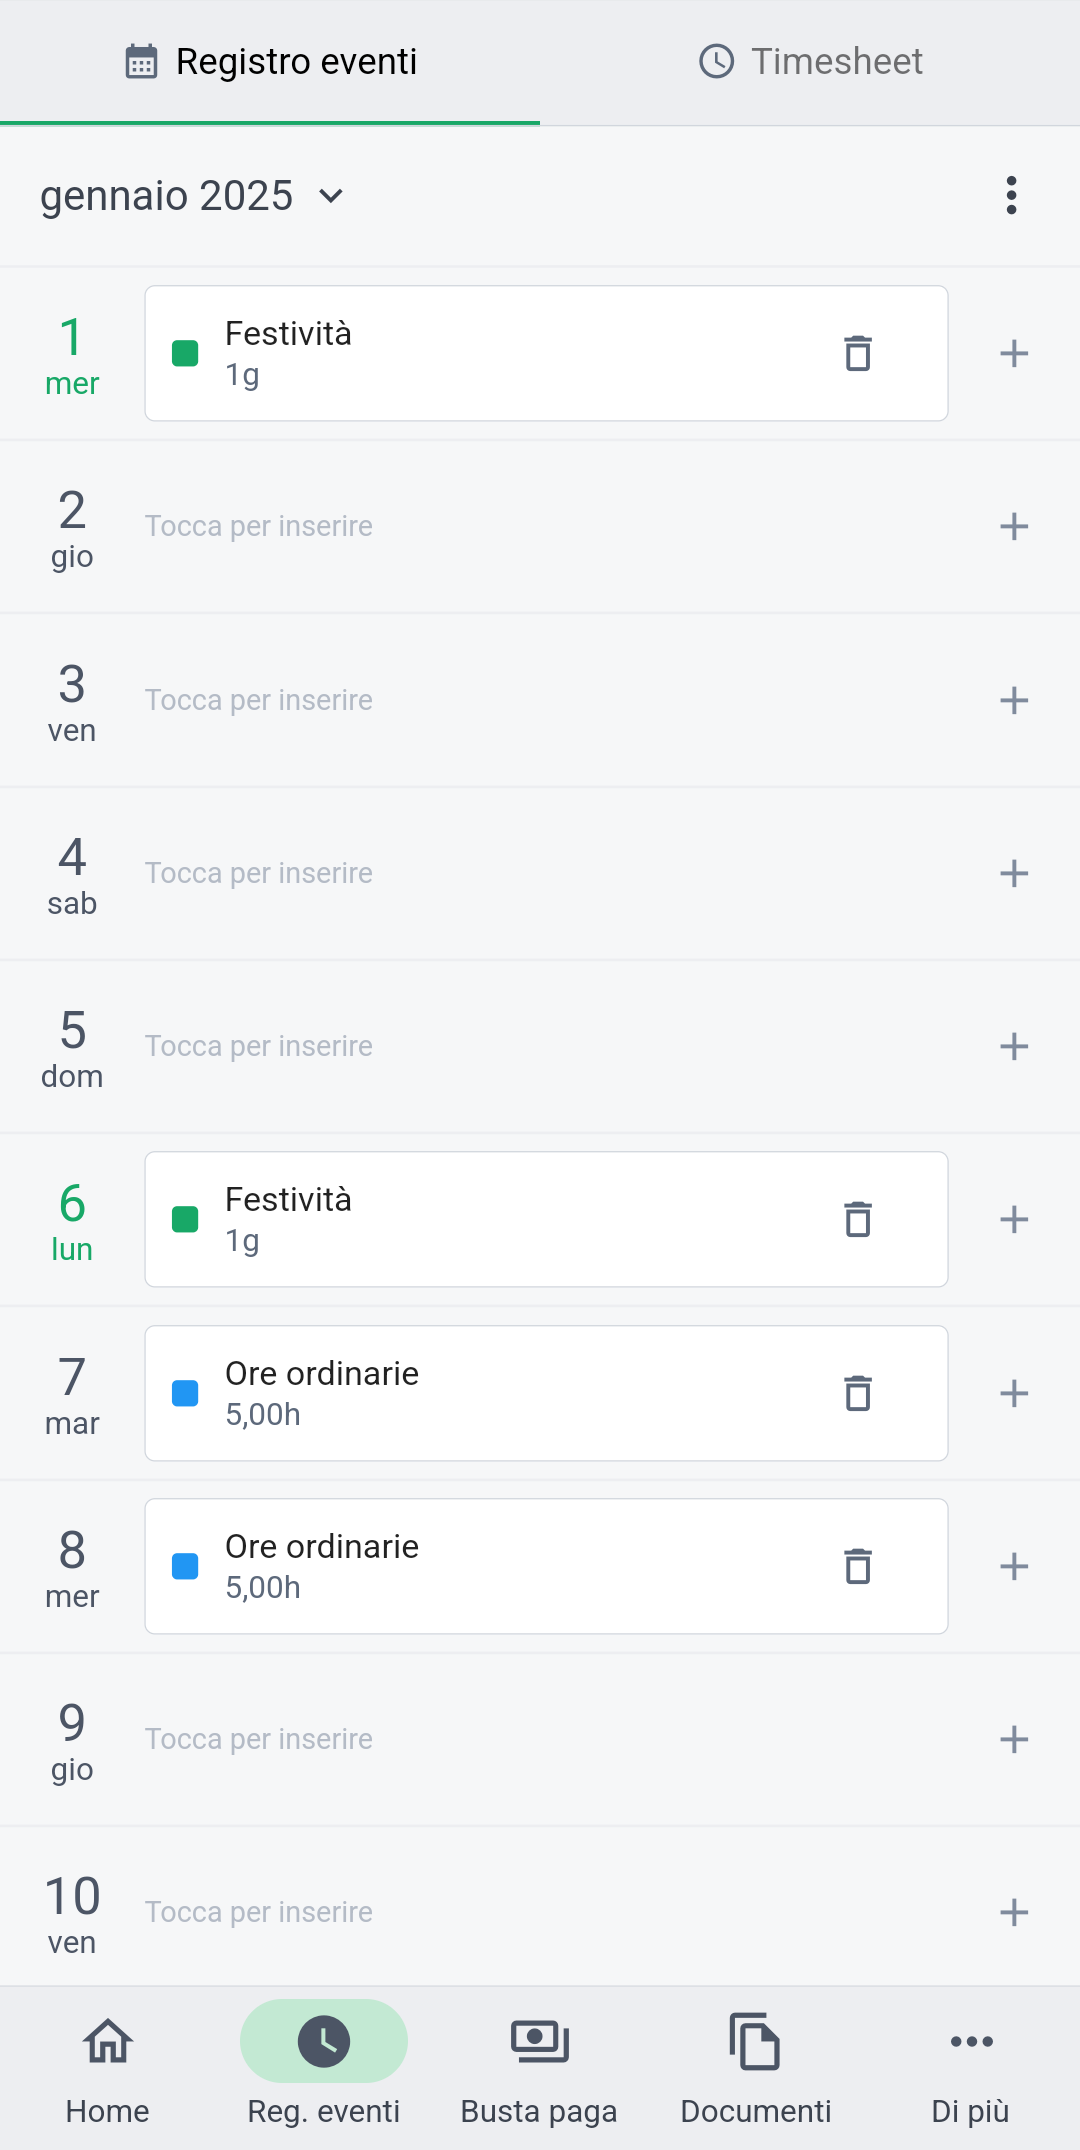 Registro eventi
Timesheet
gennaio 2025
1
mer
Festività
1g
2
gio
Tocca per inserire
3
ven
Tocca per inserire
4
sab
Tocca per inserire
5
dom
Tocca per inserire
6
lun
Festività
1g
7
mar
Ore ordinarie
5,00h
8
mer
Ore ordinarie
5,00h
9
gio
Tocca per inserire
10
ven
Tocca per inserire
Home
Reg. eventi
Busta paga
Documenti
Di più